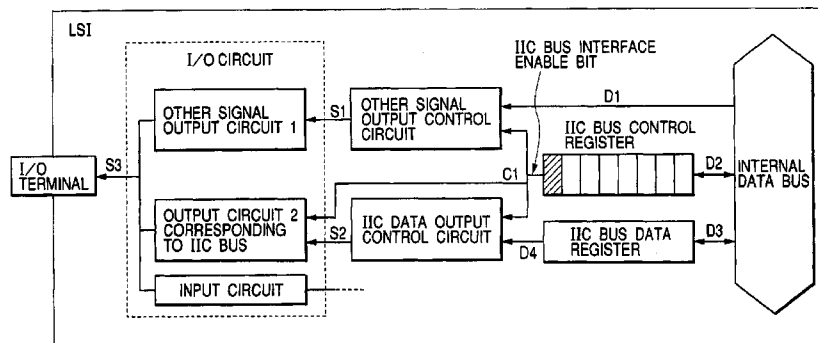 LSI
I/O CIRCUIT
IIC BUS INTERFACE
ENABLE BIT
OTHER SIGNAL
OUTPUT CIRCUIT 1
S1
OTHER SIGNAL
OUTPUT CONTROL
CIRCUIT
D1
IIC BUS CONTROL
REGISTER
I/O
TERMINAL
S3
C1
D2
INTERNAL
DATA BUS
OUTPUT CIRCUIT 2
CORRESPONDING
TO IIC BUS
S2
IIC DATA OUTPUT
CONTROL CIRCUIT
D4
IIC BUS DATA
REGISTER
D3
INPUT CIRCUIT